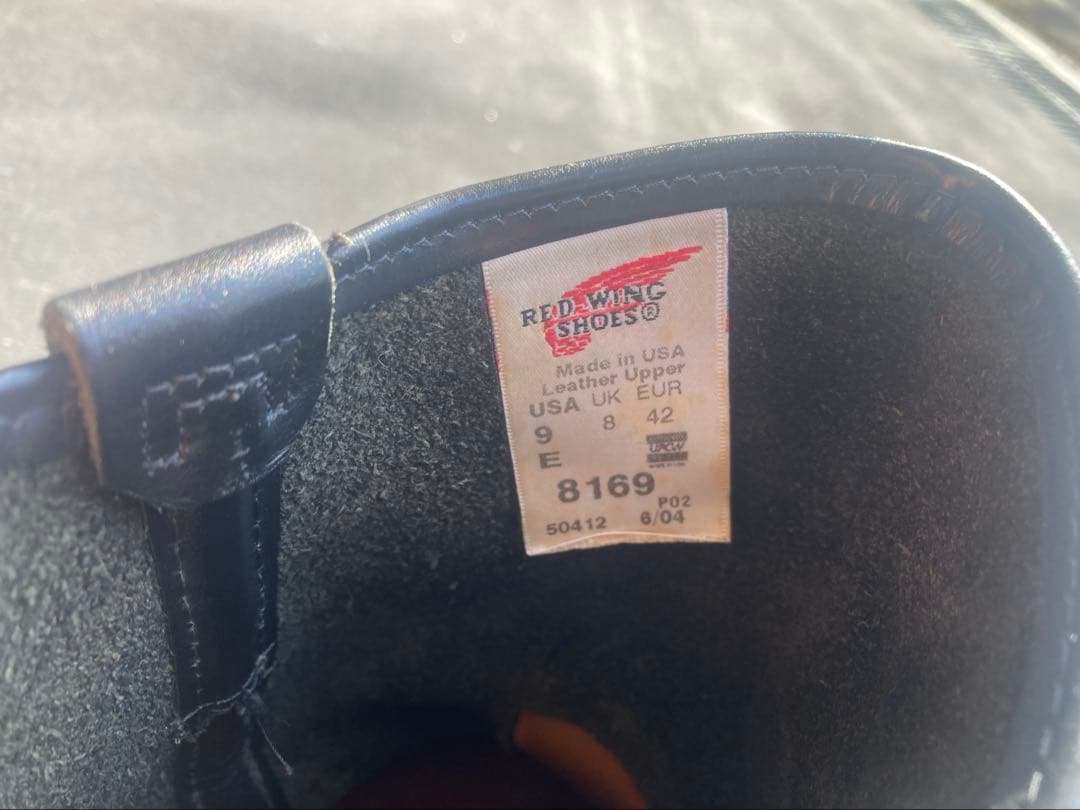 RED WING
SHOES®
Made in USA
Leather Upper
USA UK EUR
9 8 42
E
UFCW
8169
P02
50412 6/04